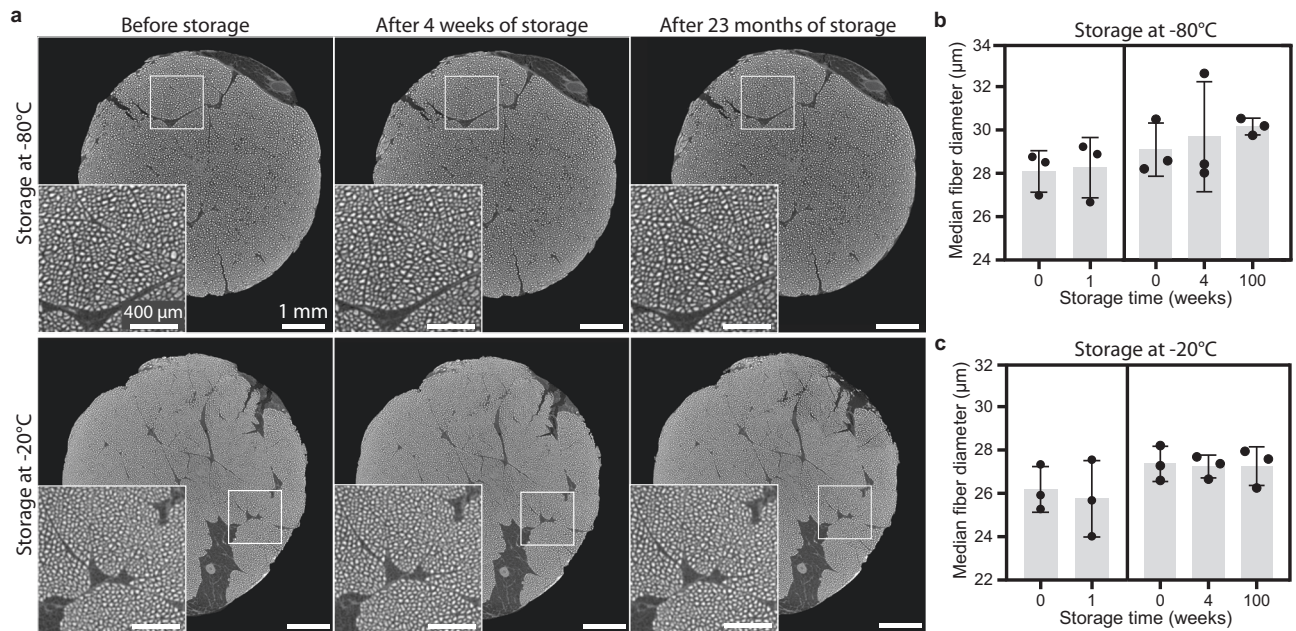 a
Before storage
After 4 weeks of storage
After 23 months of storage
Storage at -80°C
400 µm
1 mm
Storage at -20°C
b
Storage at -80°C
Median fiber diameter (µm)
34
32
30
28
26
24
0 1 0 4 100
Storage time (weeks)
c
Storage at -20°C
Median fiber diameter (µm)
32
30
28
26
24
22
0 1 0 4 100
Storage time (weeks)